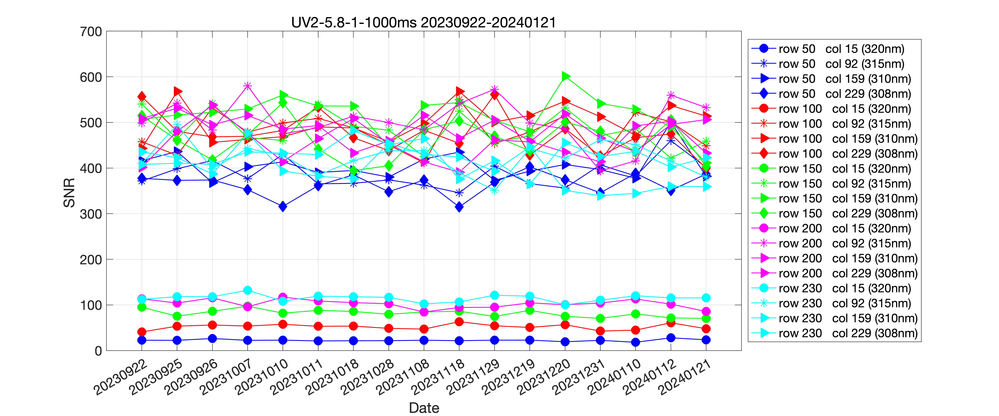 UV2-5.8-1-1000ms 20230922-20240121
700
600
500
400
300
200
100
0
SNR
20230922
20230925
20230926
20231007
20231010
20231011
20231018
20231028
20231108
20231118
20231129
20231219
20231220
20231231
20240110
20240112
20240121
Date
row 50 col 15 (320nm)
row 50 col 92 (315nm)
row 50 col 159 (310nm)
row 50 col 229 (308nm)
row 100 col 15 (320nm)
row 100 col 92 (315nm)
row 100 col 159 (310nm)
row 100 col 229 (308nm)
row 150 col 15 (320nm)
row 150 col 92 (315nm)
row 150 col 159 (310nm)
row 150 col 229 (308nm)
row 200 col 15 (320nm)
row 200 col 92 (315nm)
row 200 col 159 (310nm)
row 200 col 229 (308nm)
row 230 col 15 (320nm)
row 230 col 92 (315nm)
row 230 col 159 (310nm)
row 230 col 229 (308nm)